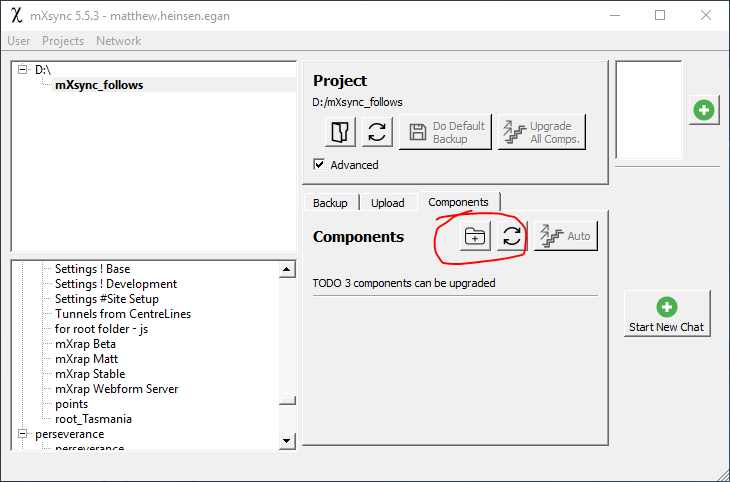 χ mXsync 5.5.3 - matthew.heinsen.egan
User Projects Network
D:\
mXsync_follows
Settings ! Base
Settings ! Development
Settings #Site Setup
Tunnels from CentreLines
for root folder - js
mXrap Beta
mXrap Matt
mXrap Stable
mXrap Webform Server
points
root_Tasmania
perseverance
perseverance
Project
D:/mXsync_follows
Do Default
Backup
Upgrade
All Comps.
Advanced
Backup Upload Components
Components
Auto
TODO 3 components can be upgraded
Start New Chat